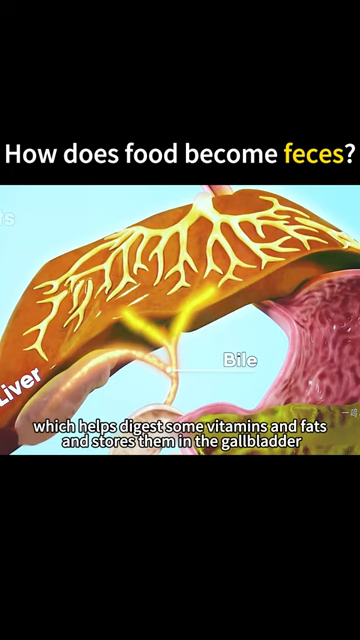 How does food become feces?
ts
Liver
Bile
which helps digest some vitamins and fats
and stores them in the gallbladder